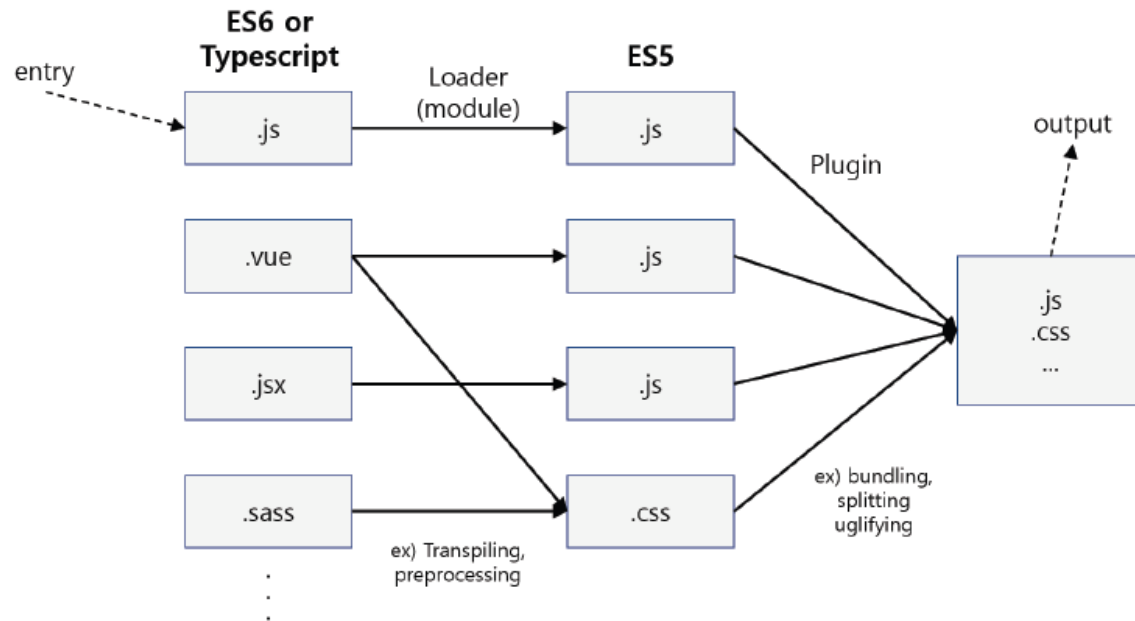 ES6 or
Typescript
ES5
entry
Loader
(module)
.js
.js
output
Plugin
.vue
.js
.js
.css
...
.jsx
.js
.sass
.css
ex) bundling,
splitting
uglifying
ex) Transpiling,
preprocessing
.
.
.